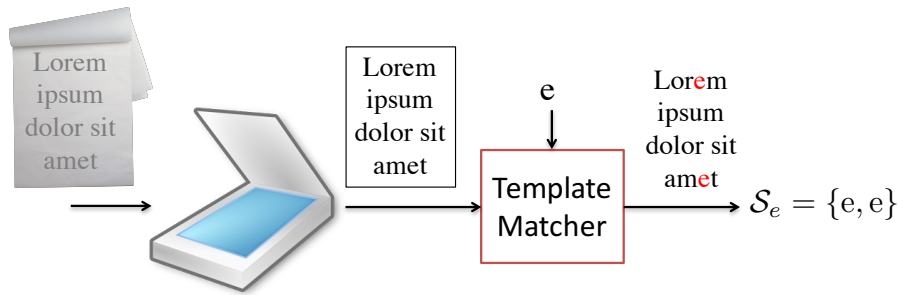 Lorem
ipsum
dolor sit
amet
Lorem
ipsum
dolor sit
amet
e
Template
Matcher
Lorem
ipsum
dolor sit
amet
𝒮ₑ = {e, e}